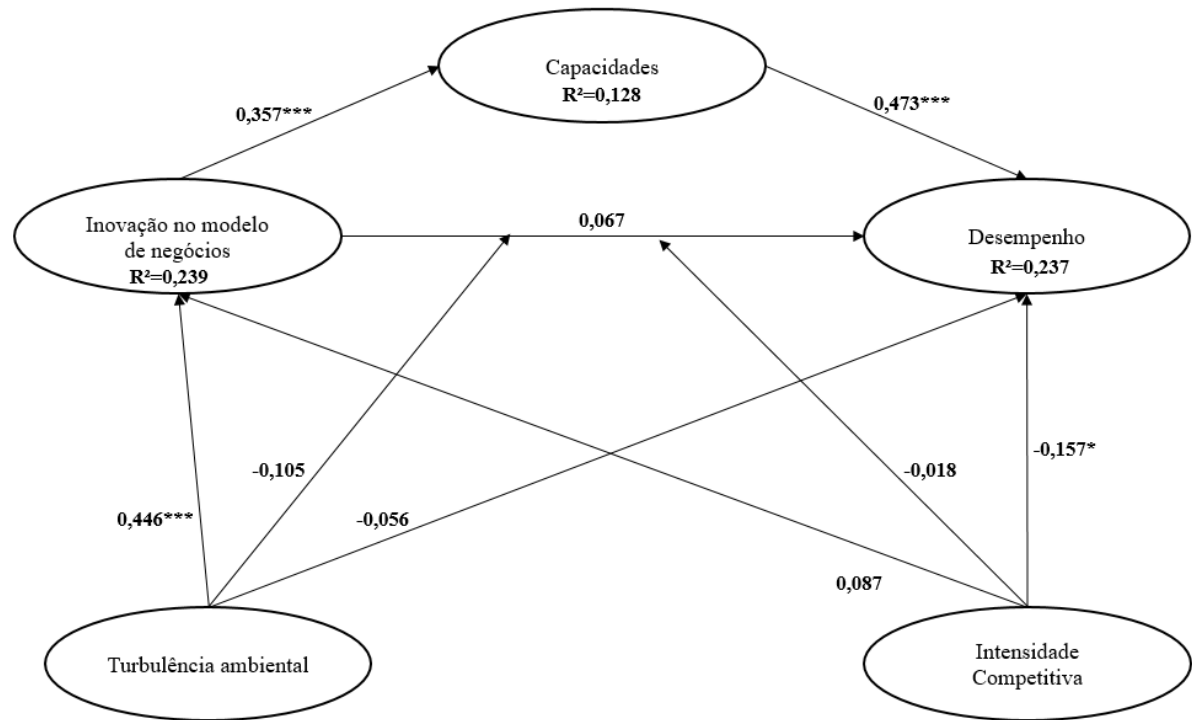 Capacidades
R²=0,128
0,357***
0,473***
Inovação no modelo
de negócios
R²=0,239
0,067
Desempenho
R²=0,237
-0,105
-0,018
-0,157*
0,446***
-0,056
0,087
Turbulência ambiental
Intensidade
Competitiva